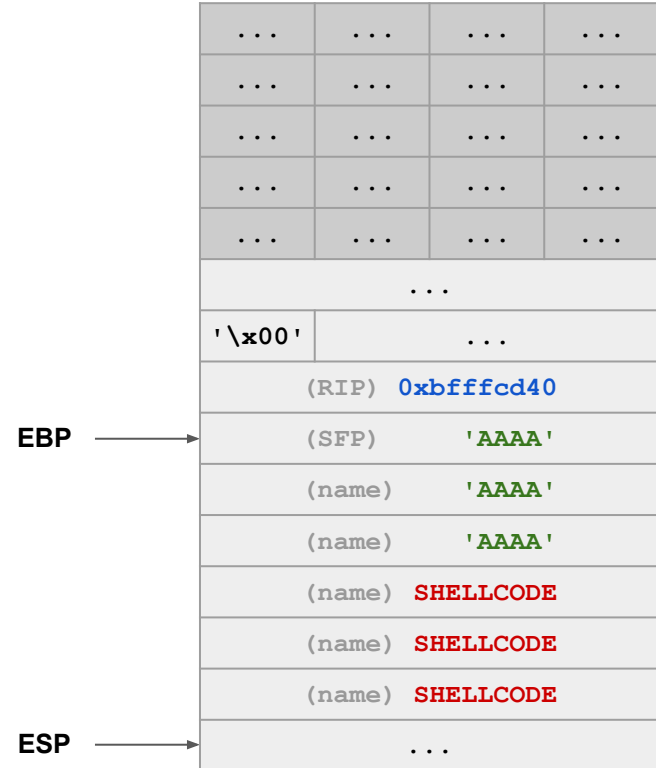 ... ... ... ...
... ... ... ...
... ... ... ...
... ... ... ...
... ... ... ...
...
'\x00' ...
(RIP) 0xbfffcd40
EBP (SFP) 'AAAA'
(name) 'AAAA'
(name) 'AAAA'
(name) SHELLCODE
(name) SHELLCODE
(name) SHELLCODE
ESP ...